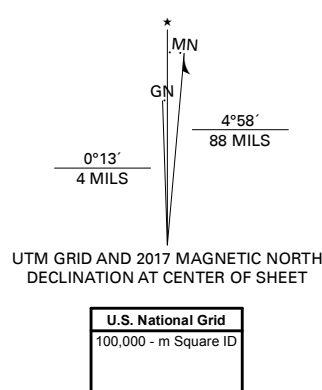 ★
MN
GN
4°58´
88 MILS
0°13´
4 MILS
UTM GRID AND 2017 MAGNETIC NORTH
DECLINATION AT CENTER OF SHEET
U.S. National Grid
100,000 - m Square ID